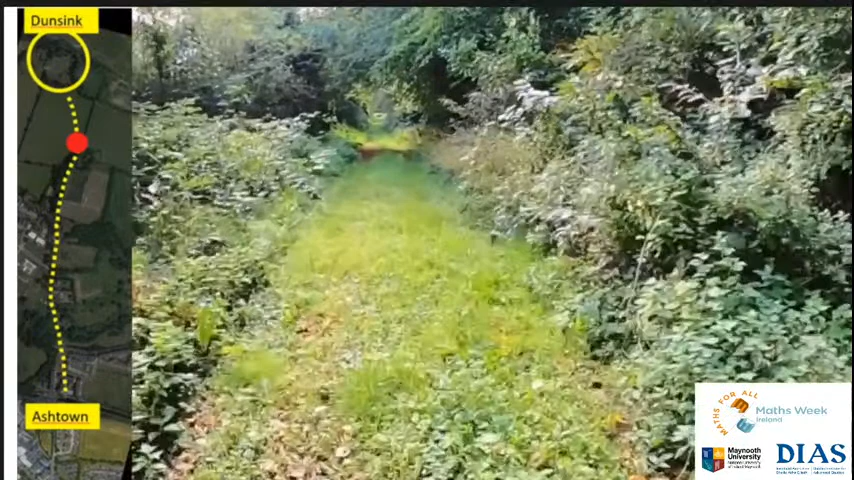 Dunsink
Ashtown
MATHS FOR ALL
Maths Week
Ireland
Maynooth
University
DIAS